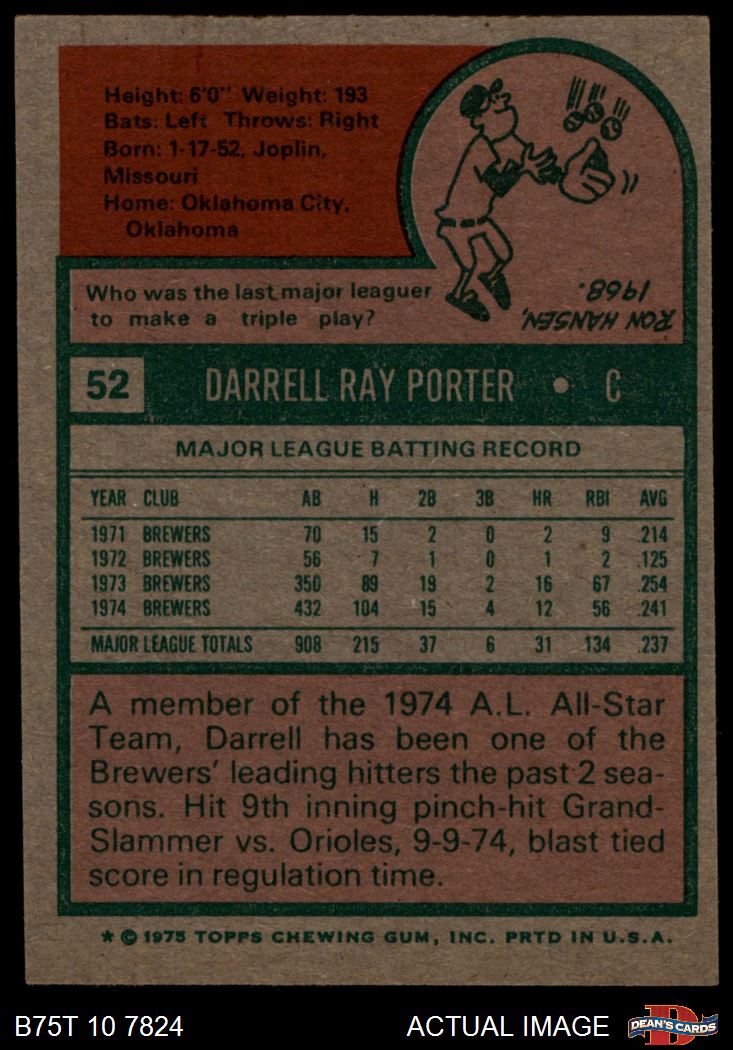 Height: 6'0" Weight: 193
Bats: Left Throws: Right
Born: 1-17-52, Joplin,
Missouri
Home: Oklahoma City,
Oklahoma
Who was the last major leaguer
to make a triple play?
RON HANSEN,
1968.
52 DARRELL RAY PORTER • C
MAJOR LEAGUE BATTING RECORD
YEAR CLUB AB H 2B 3B HR RBI AVG
1971 BREWERS 70 15 2 0 2 9 .214
1972 BREWERS 56 7 1 0 1 2 .125
1973 BREWERS 350 89 19 2 16 67 .254
1974 BREWERS 432 104 15 4 12 56 .241
MAJOR LEAGUE TOTALS 908 215 37 6 31 134 .237
A member of the 1974 A.L. All-Star
Team, Darrell has been one of the
Brewers' leading hitters the past 2 sea-
sons. Hit 9th inning pinch-hit Grand-
Slammer vs. Orioles, 9-9-74, blast tied
score in regulation time.
* © 1975 TOPPS CHEWING GUM, INC. PRTD IN U.S.A.
B75T 10 7824 ACTUAL IMAGE D DEAN'S CARDS